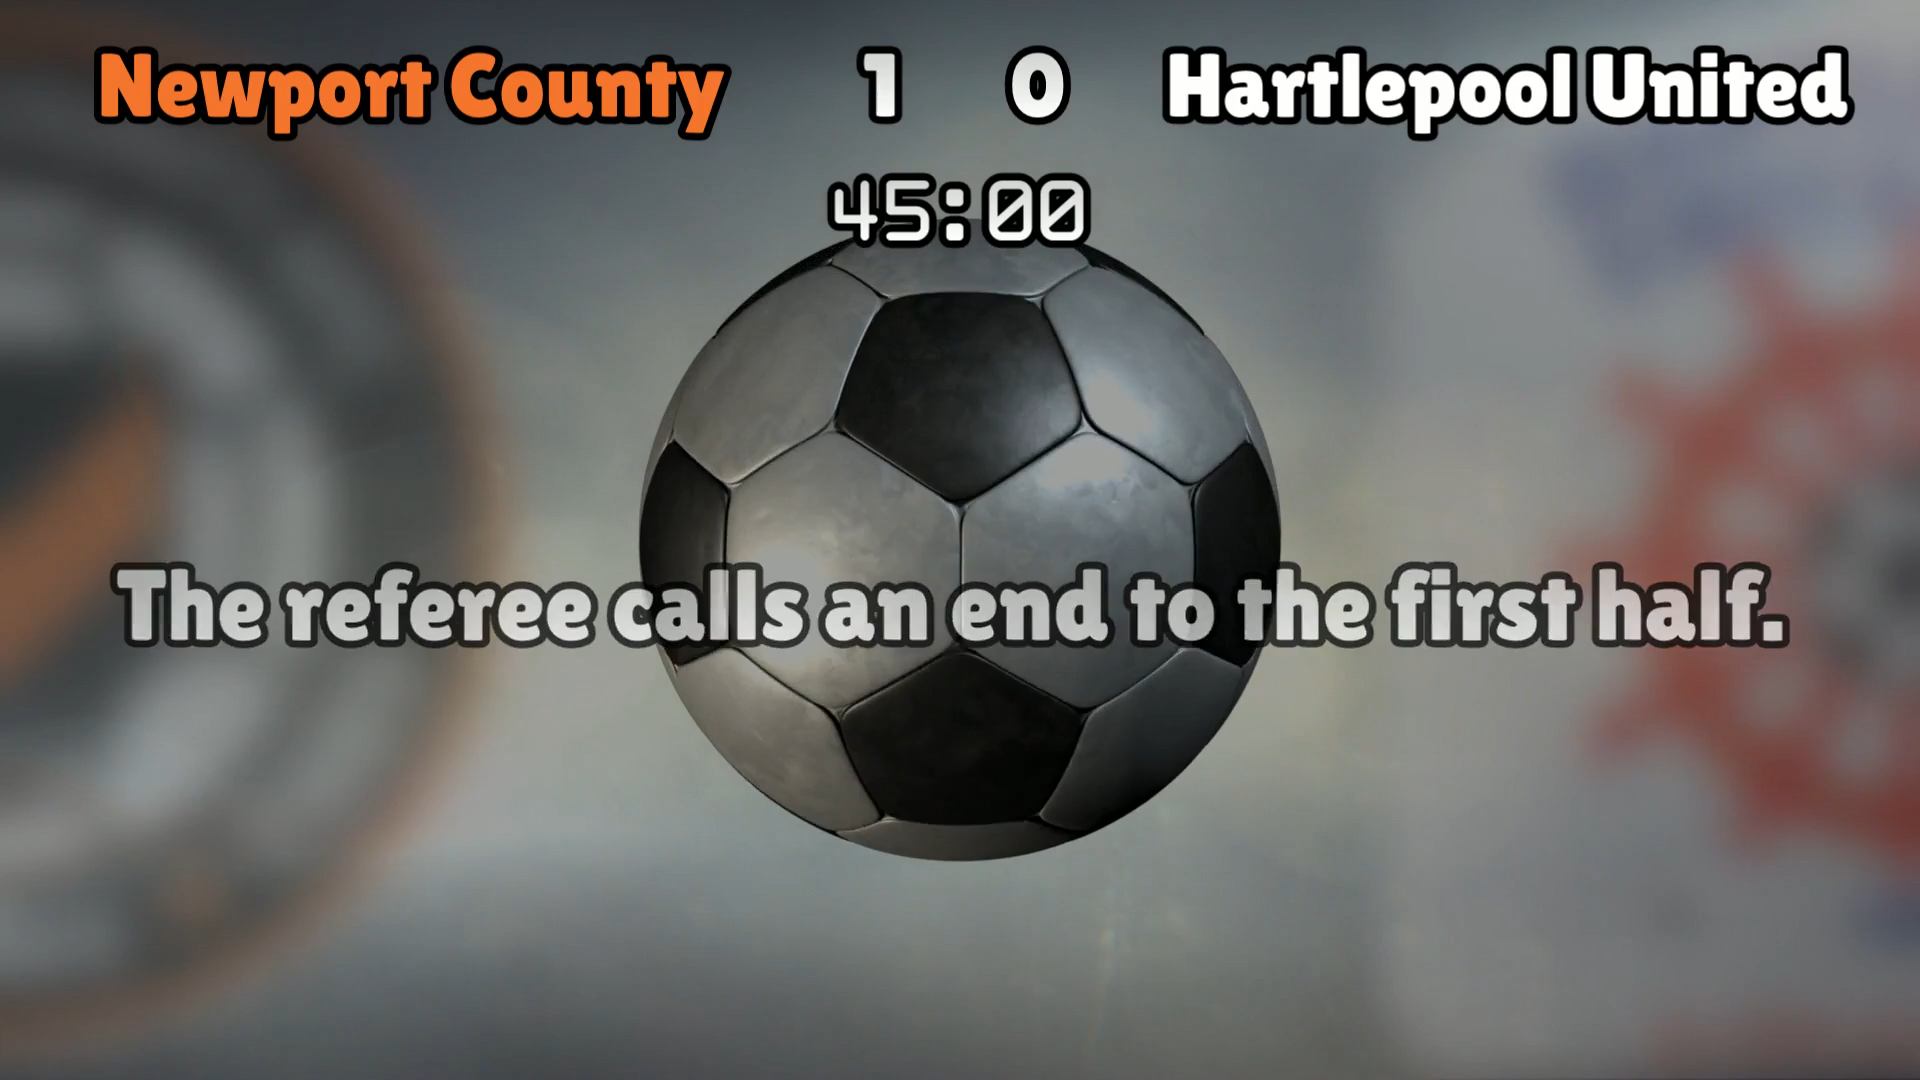 Newport County 1 0 Hartlepool United
45:00
The referee calls an end to the first half.